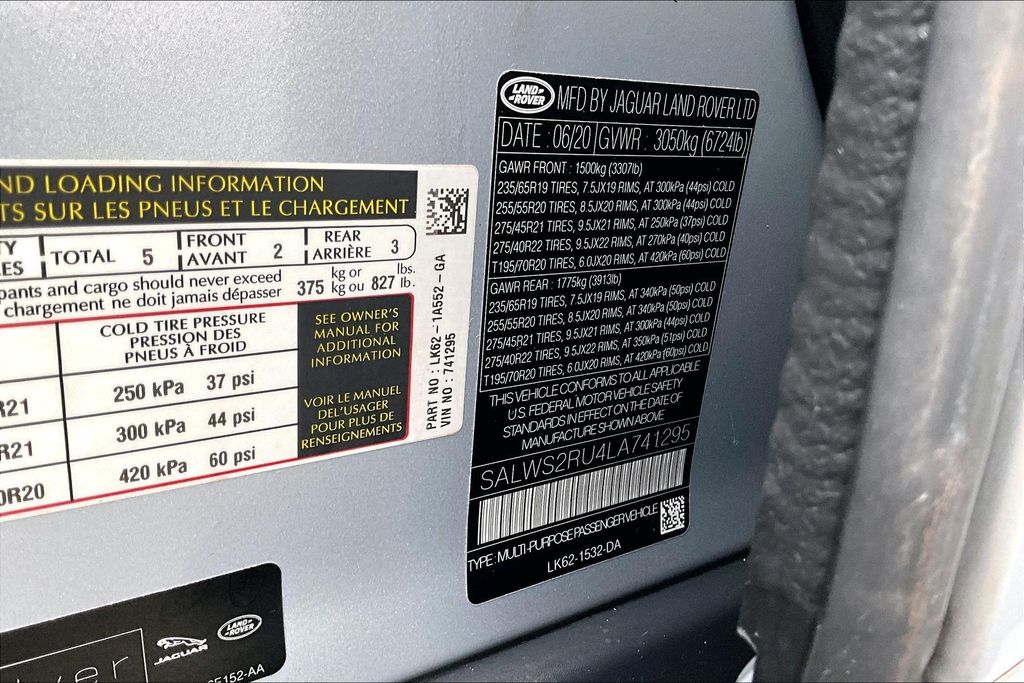 ND LOADING INFORMATION
TS SUR LES PNEUS ET LE CHARGEMENT
TY
ES
TOTAL 5
FRONT
AVANT 2
REAR
ARRIÈRE 3
pants and cargo should never exceed
chargement ne doit jamais dépasser
375 kg or 827 lbs.
kg ou lb.
COLD TIRE PRESSURE
PRESSION DES
PNEUS À FROID
R21 250 kPa 37 psi
R21 300 kPa 44 psi
0R20 420 kPa 60 psi
SEE OWNER'S
MANUAL FOR
ADDITIONAL
INFORMATION
VOIR LE MANUEL
DEL'USAGER
POUR PLUS DE
RENSEIGNEMENTS
PART NO : LK62 -1A552-GA
VIN NO : 741295
LAND-
-ROVER
MFD BY JAGUAR LAND ROVER LTD
DATE : 06/20 GVWR : 3050kg (6724lb)
GAWR FRONT : 1500kg (3307lb)
235/65R19 TIRES, 7.5JX19 RIMS, AT 300kPa (44psi) COLD
255/55R20 TIRES, 8.5JX20 RIMS, AT 300kPa (44psi) COLD
275/45R21 TIRES, 9.5JX21 RIMS, AT 250kPa (37psi) COLD
275/40R22 TIRES, 9.5JX22 RIMS, AT 270kPa (40psi) COLD
T195/70R20 TIRES, 6.0JX20 RIMS, AT 420kPa (60psi) COLD
GAWR REAR : 1775kg (3913lb)
235/65R19 TIRES, 7.5JX19 RIMS, AT 340kPa (50psi) COLD
255/55R20 TIRES, 8.5JX20 RIMS, AT 340kPa (50psi) COLD
275/45R21 TIRES, 9.5JX21 RIMS, AT 300kPa (44psi) COLD
275/40R22 TIRES, 9.5JX22 RIMS, AT 350kPa (51psi) COLD
T195/70R20 TIRES, 6.0JX20 RIMS, AT 420kPa (60psi) COLD
THIS VEHICLE CONFORMS TO ALL APPLICABLE
U.S. FEDERAL MOTOR VEHICLE SAFETY
STANDARDS IN EFFECT ON THE DATE OF
MANUFACTURE SHOWN ABOVE
SALWS2RU4LA741295
TYPE : MULTI-PURPOSE PASSENGER VEHICLE
LK62-1532-DA
JAGUAR
LAND-
-ROVER
152-AA